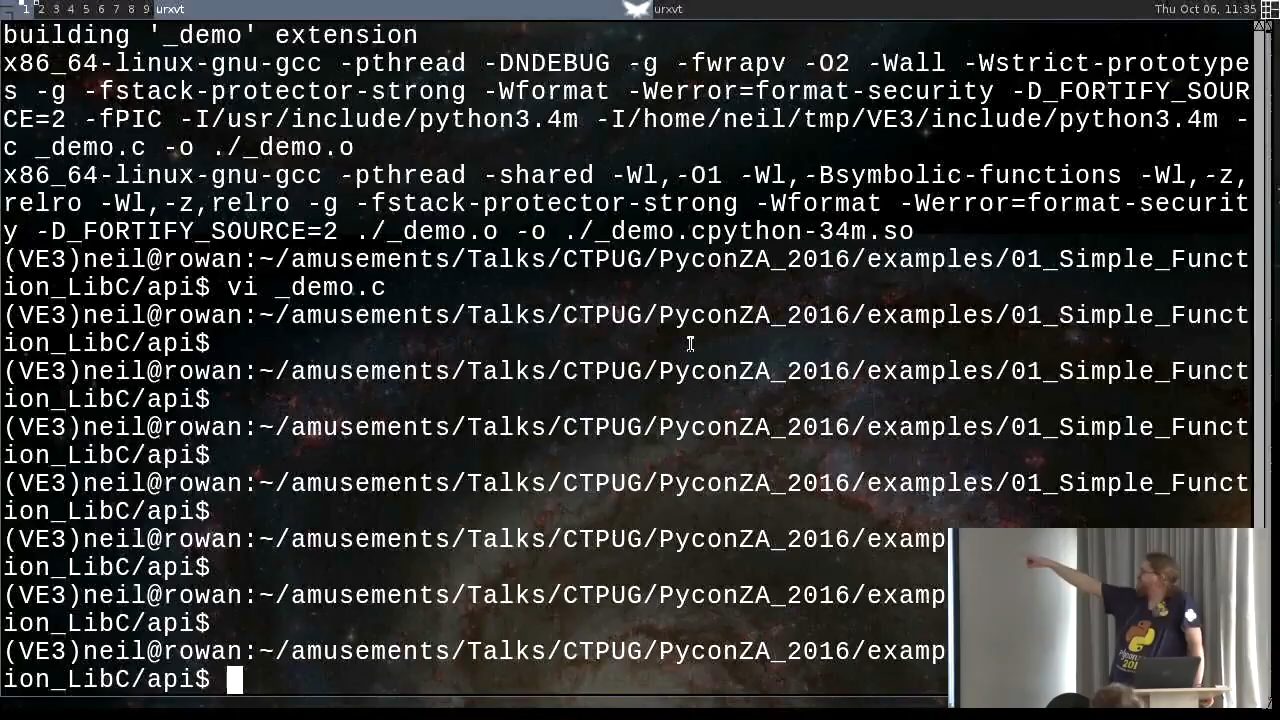 1 2 3 4 5 6 7 8 9 urxvt urxvt Thu Oct 06, 11:35
building '_demo' extension
x86_64-linux-gnu-gcc -pthread -DNDEBUG -g -fwrapv -O2 -Wall -Wstrict-prototype
s -g -fstack-protector-strong -Wformat -Werror=format-security -D_FORTIFY_SOUR
CE=2 -fPIC -I/usr/include/python3.4m -I/home/neil/tmp/VE3/include/python3.4m -
c _demo.c -o ./_demo.o
x86_64-linux-gnu-gcc -pthread -shared -Wl,-O1 -Wl,-Bsymbolic-functions -Wl,-z,
relro -Wl,-z,relro -g -fstack-protector-strong -Wformat -Werror=format-securit
y -D_FORTIFY_SOURCE=2 ./_demo.o -o ./_demo.cpython-34m.so
(VE3)neil@rowan:~/amusements/Talks/CTPUG/PyconZA_2016/examples/01_Simple_Funct
ion_LibC/api$ vi _demo.c
(VE3)neil@rowan:~/amusements/Talks/CTPUG/PyconZA_2016/examples/01_Simple_Funct
ion_LibC/api$
(VE3)neil@rowan:~/amusements/Talks/CTPUG/PyconZA_2016/examples/01_Simple_Funct
ion_LibC/api$
(VE3)neil@rowan:~/amusements/Talks/CTPUG/PyconZA_2016/examples/01_Simple_Funct
ion_LibC/api$
(VE3)neil@rowan:~/amusements/Talks/CTPUG/PyconZA_2016/examples/01_Simple_Funct
ion_LibC/api$
(VE3)neil@rowan:~/amusements/Talks/CTPUG/PyconZA_2016/examp
ion_LibC/api$
(VE3)neil@rowan:~/amusements/Talks/CTPUG/PyconZA_2016/examp
ion_LibC/api$
(VE3)neil@rowan:~/amusements/Talks/CTPUG/PyconZA_2016/examp
ion_LibC/api$